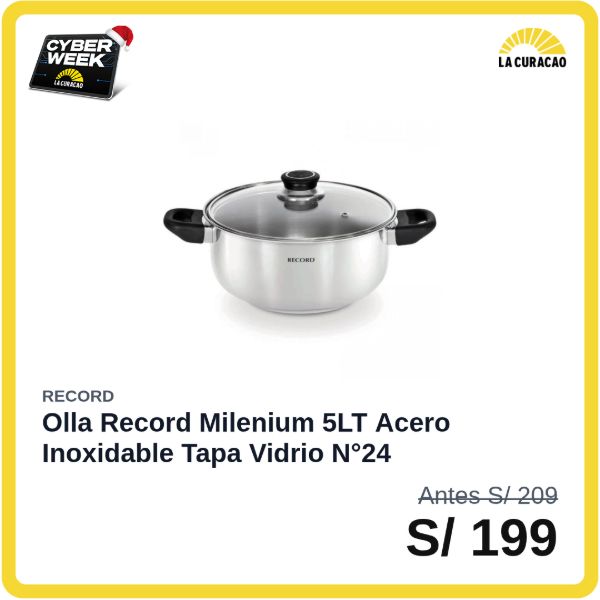 CYBER
WEEK
LA CURACAO
LA CURACAO
RECORD
RECORD
Olla Record Milenium 5LT Acero
Inoxidable Tapa Vidrio N°24
Antes S/ 209
S/ 199